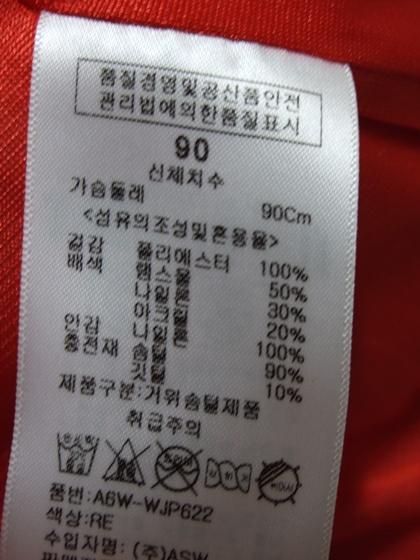 품질경영및공산품안전
관리법에의한품질표시
90
신체치수
가슴둘레 90Cm
<섬유의조성및혼용율>
겉감 폴리에스터 100%
배색 램스울 50%
나일론 30%
아크릴 20%
안감 나일론 100%
충전재 솜털 90%
깃털 10%
제품구분:거위솜털제품
취급주의
품번:A6W-WJP622
색상:RE
수입자명: (주)ASW